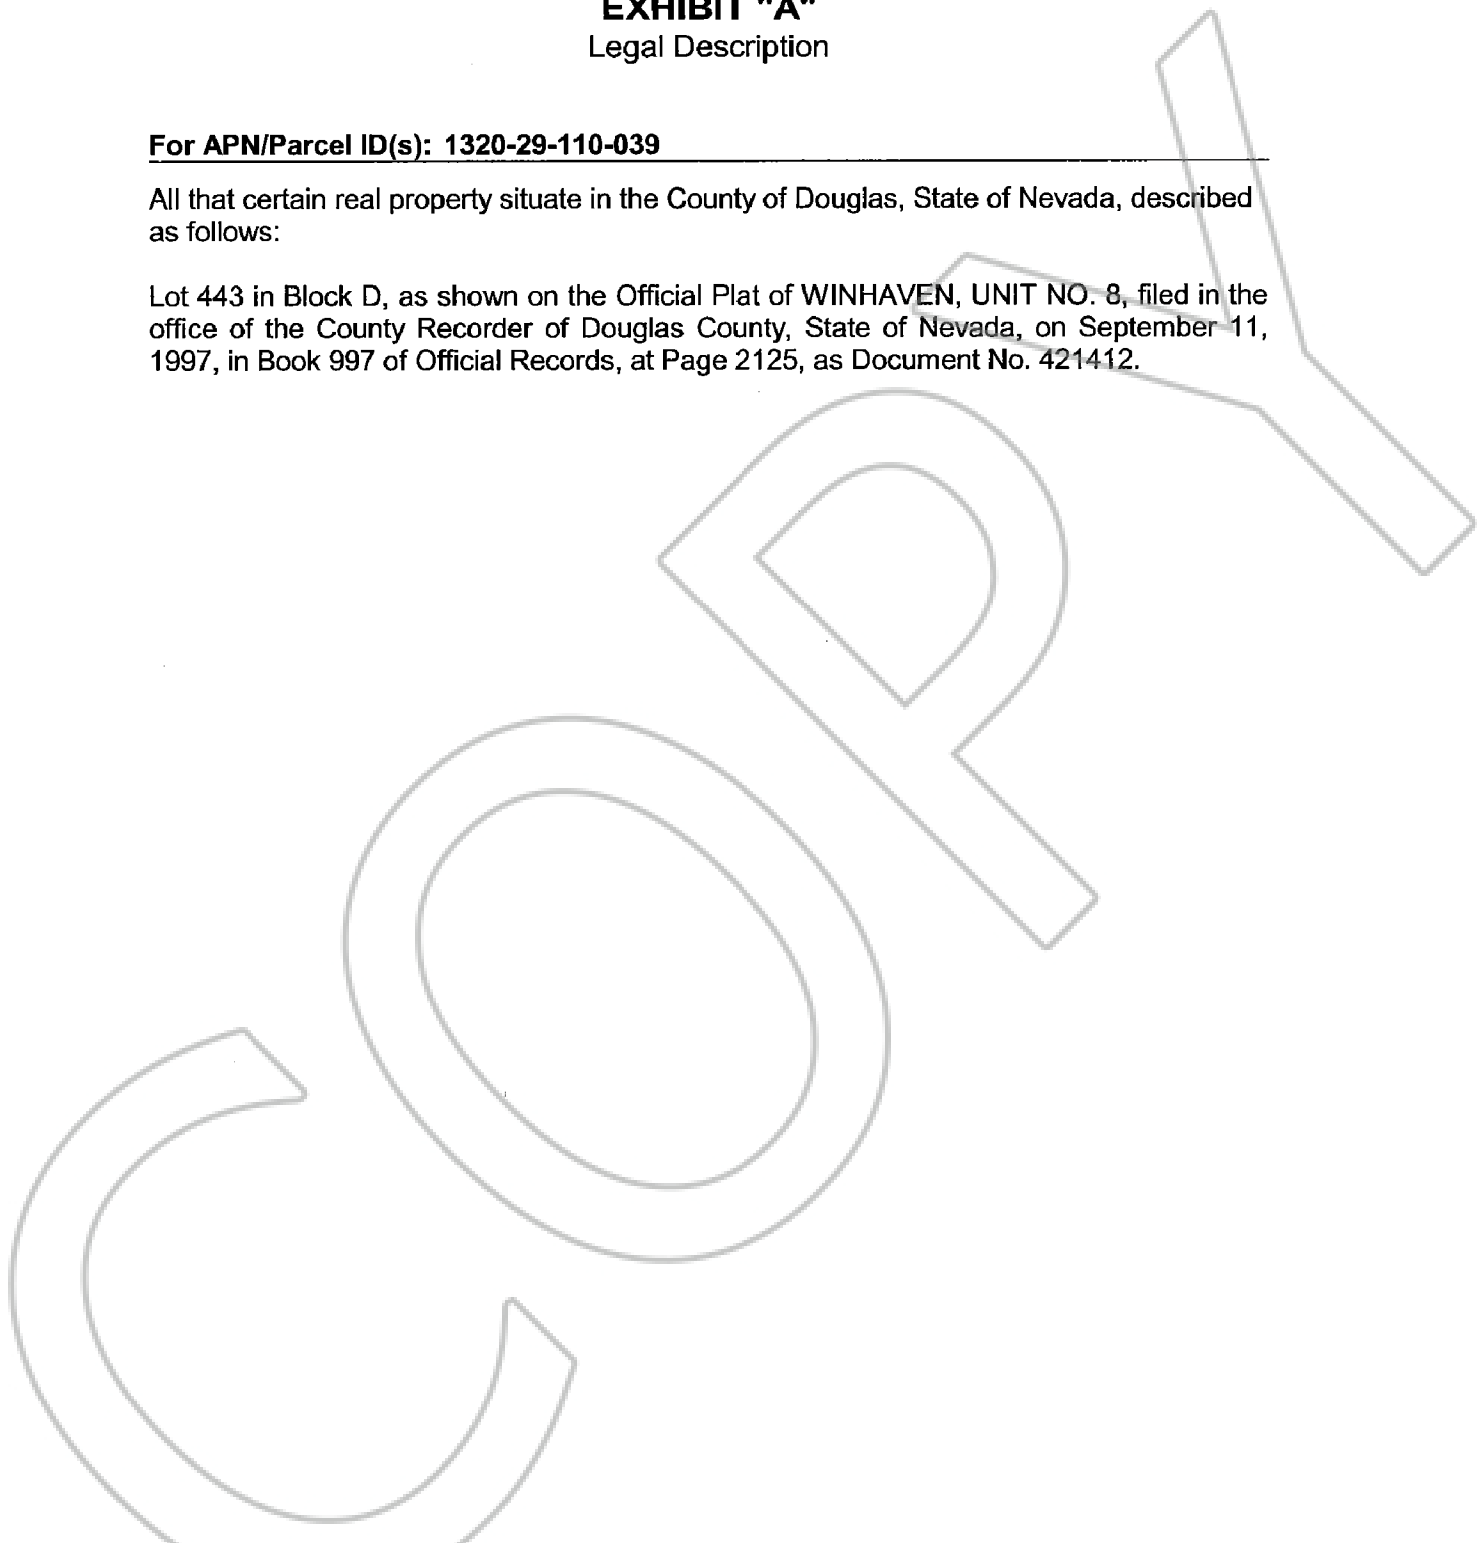 EXHIBIT "A"
Legal Description
For APN/Parcel ID(s): 1320-29-110-039
All that certain real property situate in the County of Douglas, State of Nevada, described
as follows:
Lot 443 in Block D, as shown on the Official Plat of WINHAVEN, UNIT NO. 8, filed in the
office of the County Recorder of Douglas County, State of Nevada, on September 11,
1997, in Book 997 of Official Records, at Page 2125, as Document No. 421412.
COPY